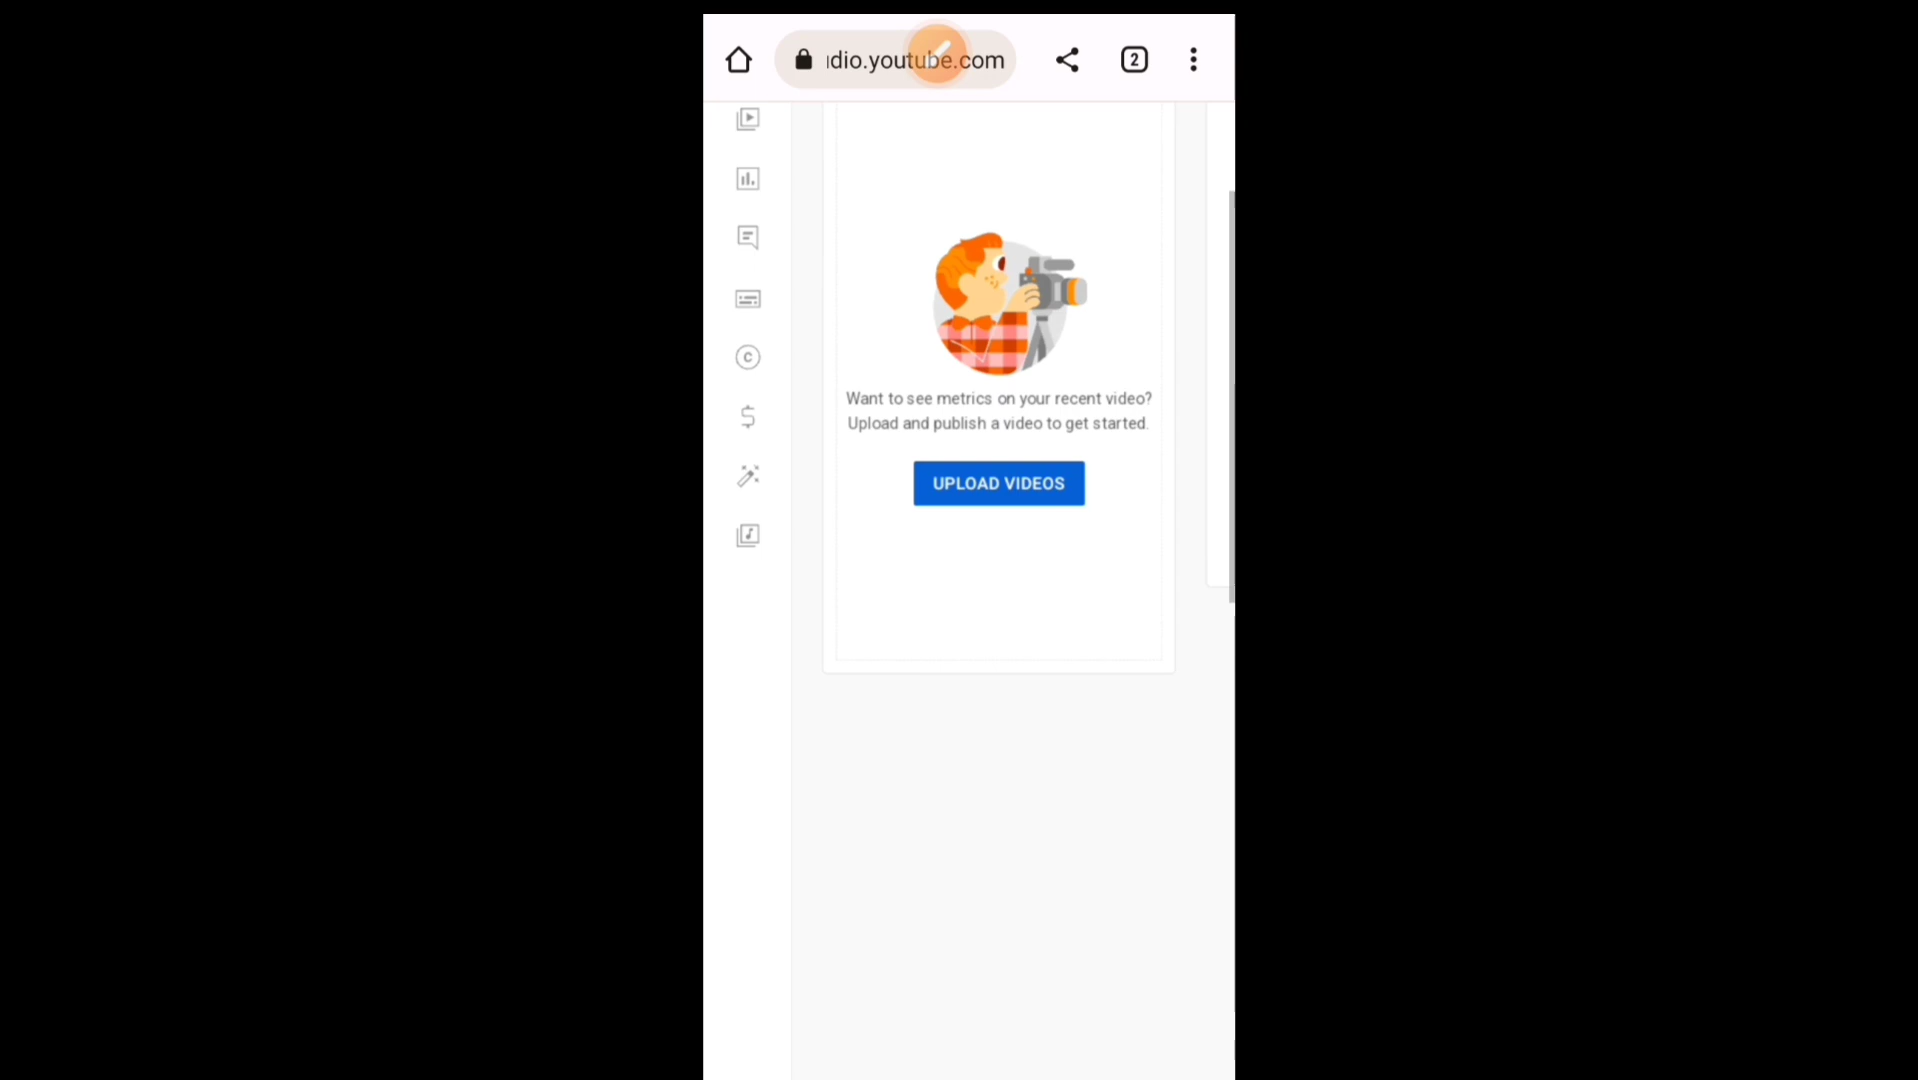 dio.youtube.com
2
Want to see metrics on your recent video?
Upload and publish a video to get started.
UPLOAD VIDEOS